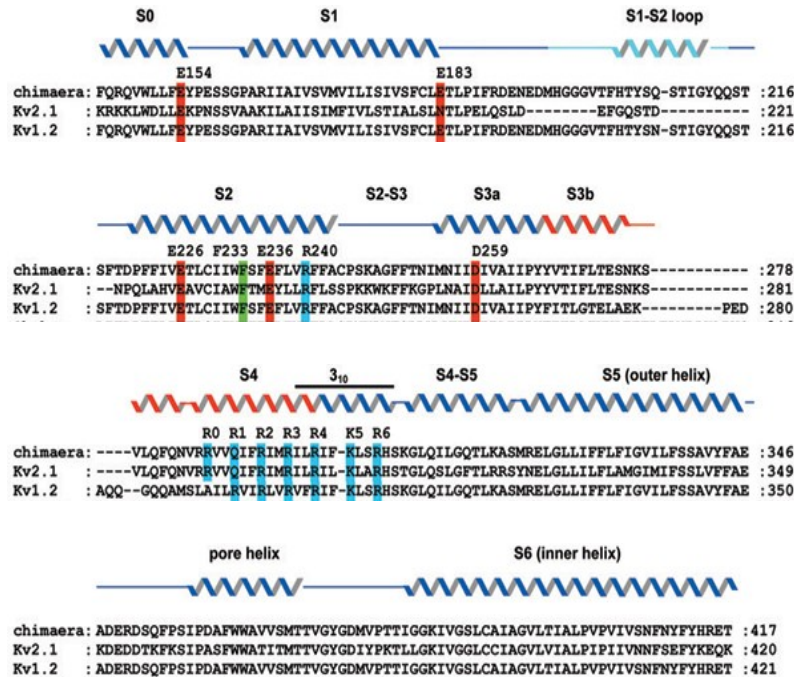 S0 S1 S1-S2 loop
E154 E183
chimaera: FQRQVWLLFEYPESSGPARIIAIVSVMVILISIVSFCLETLPIFRDENEDMHGGGVTFHTYSQ-STIGYQQST :216
Kv2.1 : KRKKLWDLLEKPNSSVAAKILAIISIMFIVLSTIALSLNTLPELQSLD-------EFGQSTD----------- :221
Kv1.2 : FQRQVWLLFEYPESSGPARIIAIVSVMVILISIVSFCLETLPIFRDENEDMHGGGVTFHTYSN-STIGYQQST :216
S2 S2-S3 S3a S3b
E226 F233 E236 R240 D259
chimaera: SFTDPFFIVETLCIIWFSFEFLVRFFACPSKAGFFTNIMNIIDIVAIIPYYVTIFLTESNKS----------- :278
Kv2.1 : --NPQLAHVEAVCIAWFTMEYLLRFLSSPKKWKFFKGPLNAIDLLAILPYYVTIFLTESNKS----------- :281
Kv1.2 : SFTDPFFIVETLCIIWFSFEFLVRFFACPSKAGFFTNIMNIIDIVAIIPYFITLGTELAEK---------PED :280
S4 3₁₀ S4-S5 S5 (outer helix)
R0 R1 R2 R3 R4 K5 R6
chimaera: ----VLQFQNVRRVVQIFRIMRILRIF-KLSRHSKGLQILGQTLKASMRELGLLIFFLFIGVILFSSAVYFAE :346
Kv2.1 : ----VLQFQNVRRVVQIFRIMRILRIL-KLARHSTGLQSLGFTLRRSYNELGLLILFLAMGIMIFSSLVFFAE :349
Kv1.2 : AQQ--GQQAMSLAILRVIRLVRVFRIF-KLSRHSKGLQILGQTLKASMRELGLLIFFLFIGVILFSSAVYFAE :350
pore helix S6 (inner helix)
chimaera: ADERDSQFPSIPDAFWWAVVSMTTVGYGDMVPTTIGGKIVGSLCAIAGVLTIALPVPVIVSNFNYFYHRET :417
Kv2.1 : KDEDDTKFKSIPASFWWATITMTTVGYGDIYPKTLLGKIVGGLCCIAGVLVIALPIPIIVNNFSEFYKEQK :420
Kv1.2 : ADERDSQFPSIPDAFWWAVVSMTTVGYGDMVPTTIGGKIVGSLCAIAGVLTIALPVPVIVSNFNYFYHRET :421